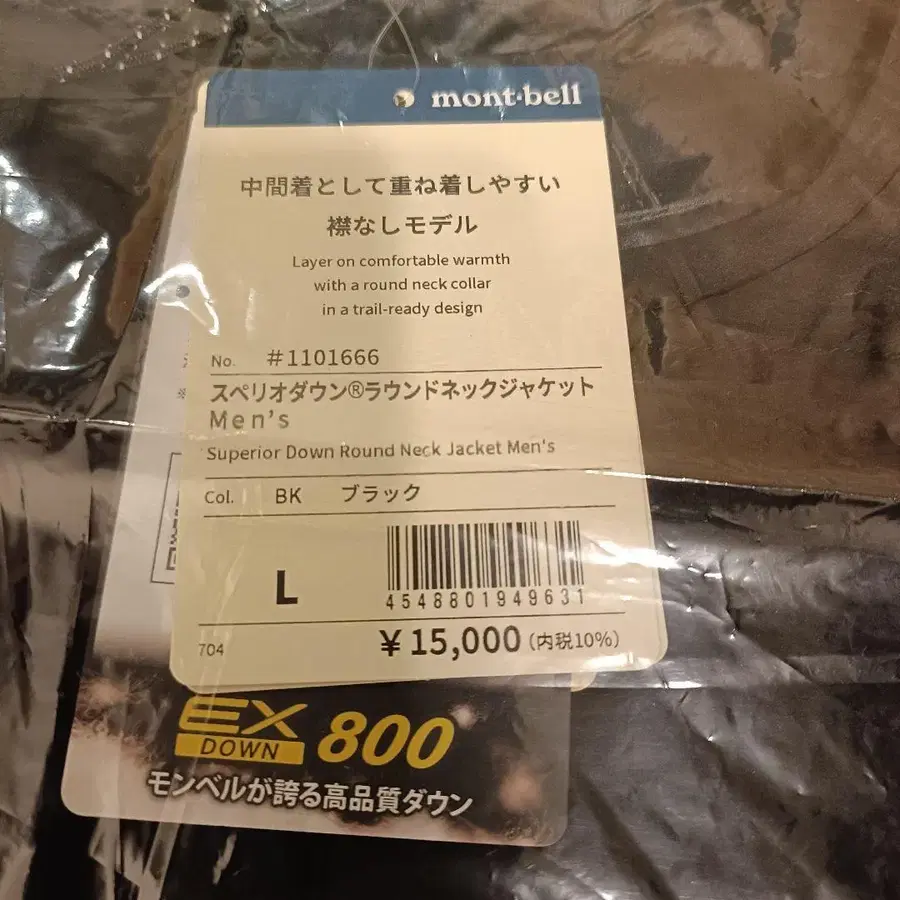 mont-bell
中間着として重ね着しやすい
襟なしモデル
Layer on comfortable warmth
with a round neck collar
in a trail-ready design
No. #1101666
スペリオダウン®ラウンドネックジャケット
Men's
Superior Down Round Neck Jacket Men's
Col. BK ブラック
L
4548801949631
704 ¥15,000(内税10%)
EX
DOWN 800
モンベルが誇る高品質ダウン